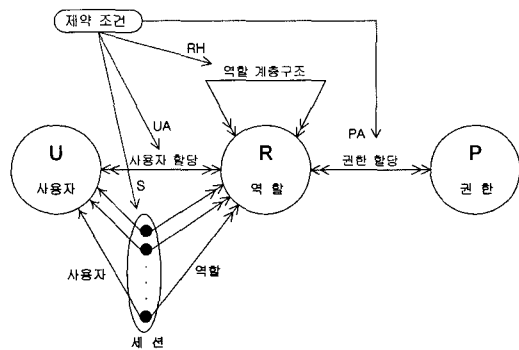 제약 조건
RH
역할 계층구조
UA
PA
U
사용자 할당
R
권한 할당
P
사용자
역 할
권 한
S
사용자
역할
세 션